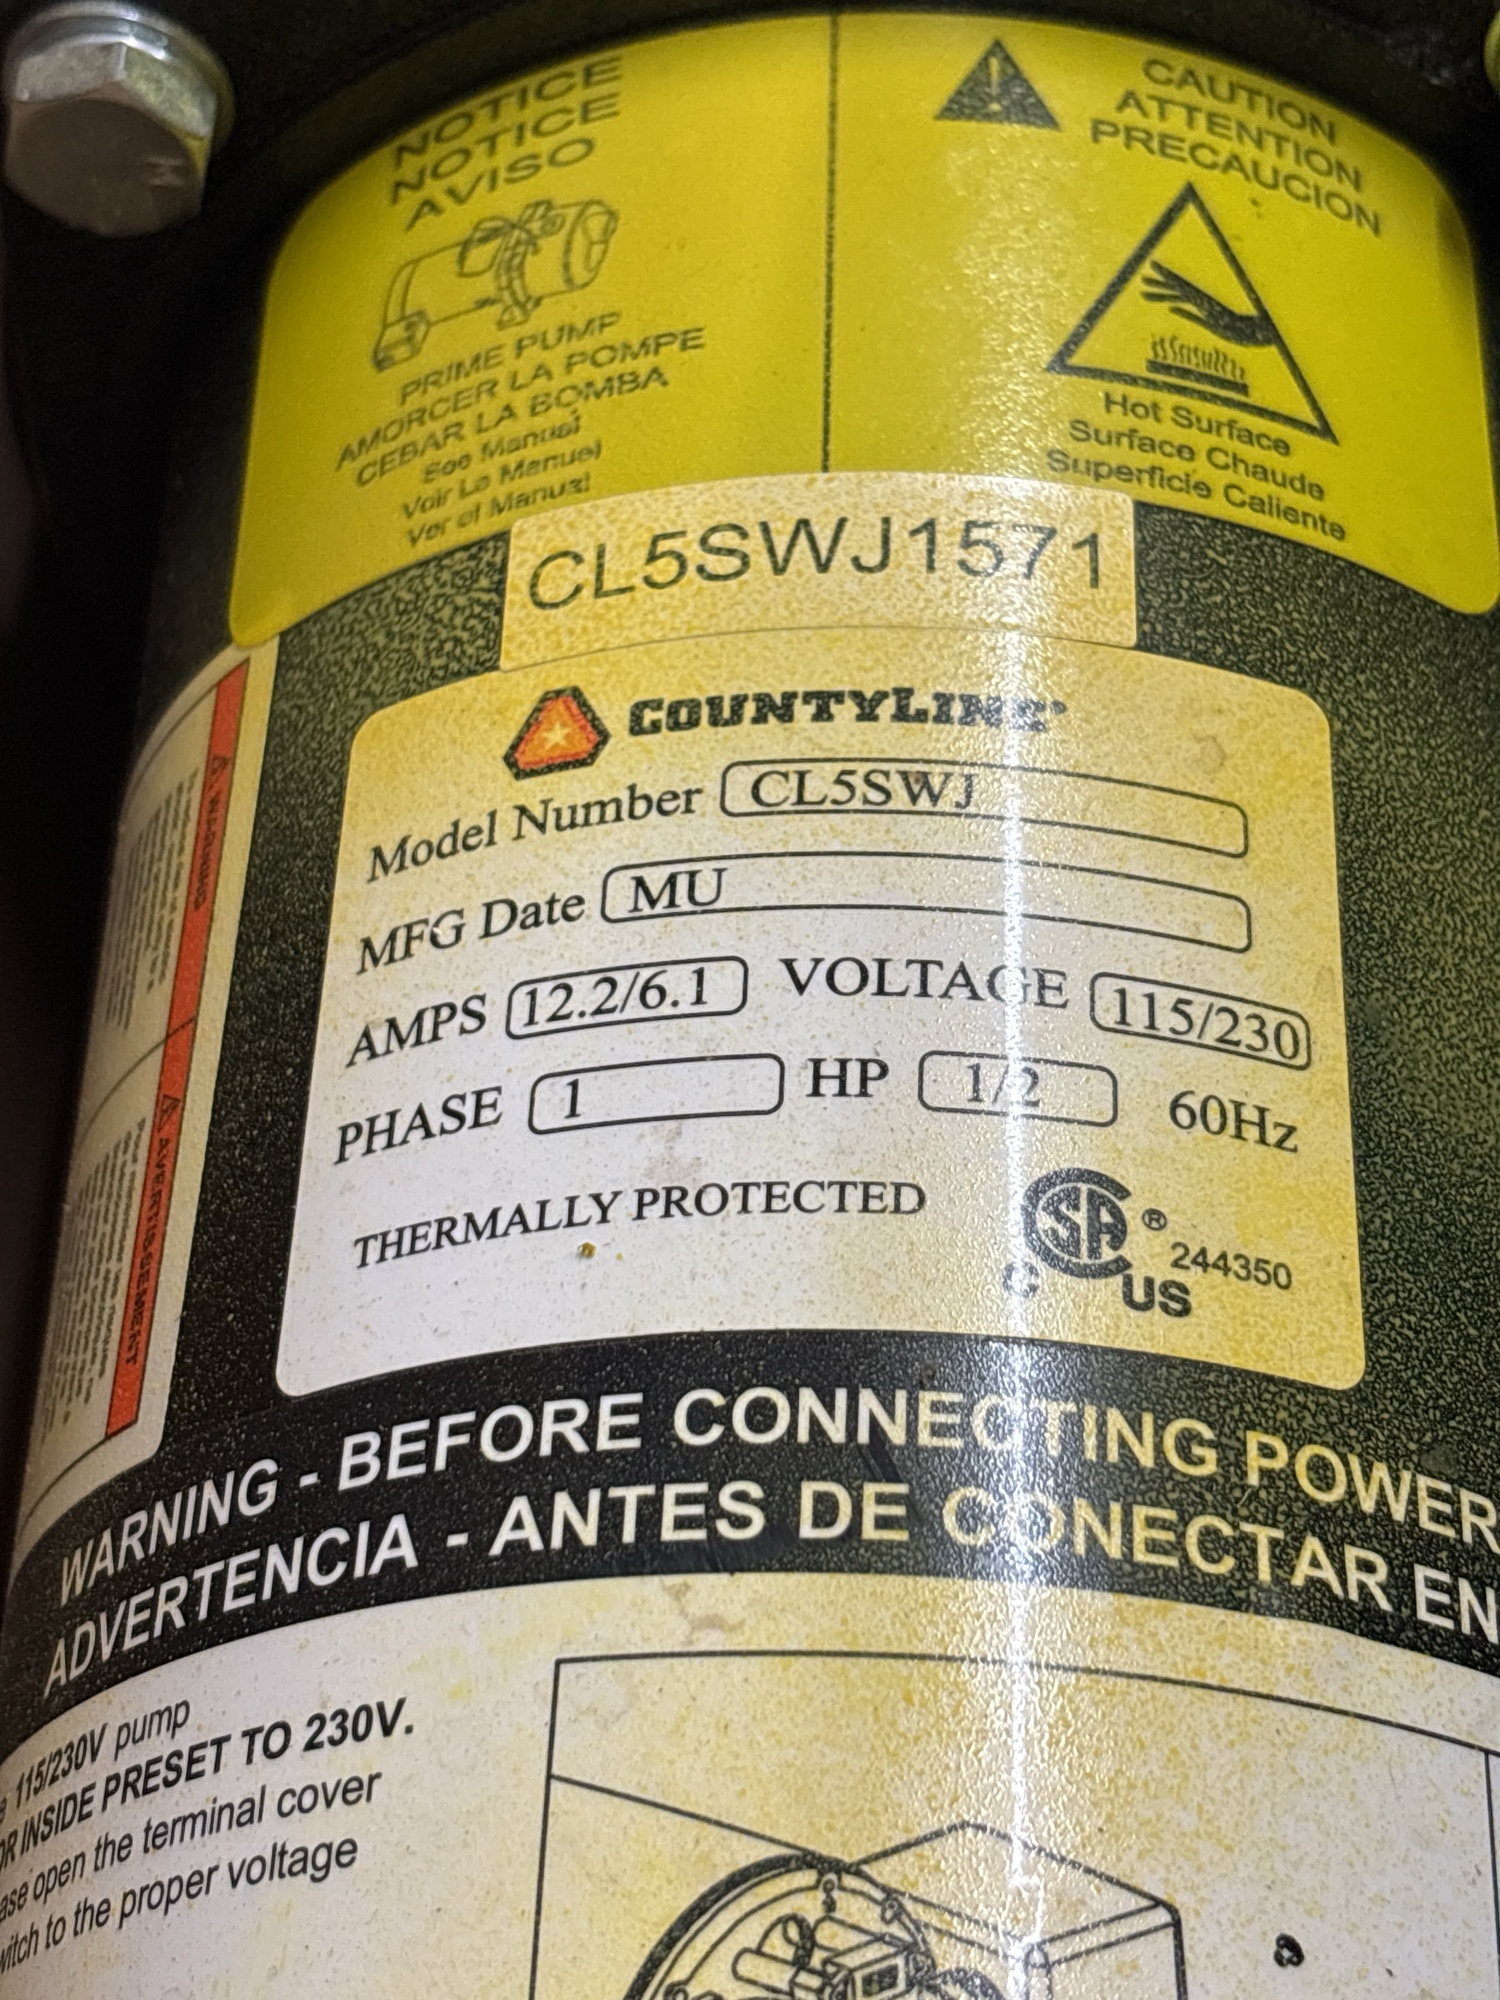 NOTICE
NOTICE
AVISO
PRIME PUMP
AMORCER LA POMPE
CEBAR LA BOMBA
See Manual
Voir Le Manuel
Ver el Manual
CAUTION
ATTENTION
PRECAUCION
Hot Surface
Surface Chaude
Superficie Caliente
CL5SWJ1571
COUNTYLINE®
Model Number CL5SWJ
MFG Date MU
AMPS 12.2/6.1 VOLTAGE 115/230
PHASE 1 HP 1/2 60Hz
THERMALLY PROTECTED
C SA ® 244350
US
WARNING
AVERTISSEMENT
WARNING - BEFORE CONNECTING POWER
ADVERTENCIA - ANTES DE CONECTAR EN
115/230V pump
INSIDE PRESET TO 230V.
open the terminal cover
to the proper voltage